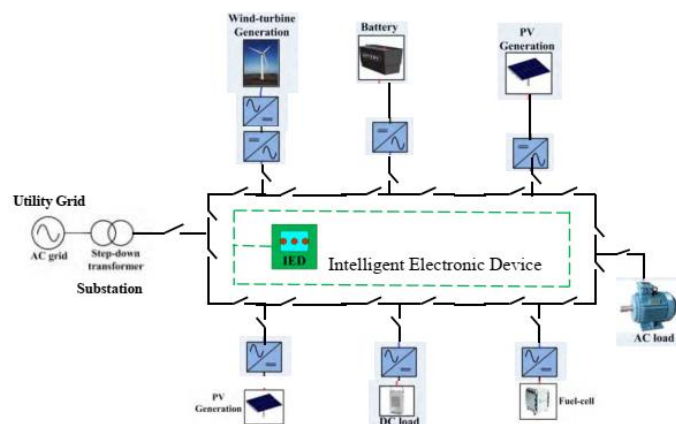 Wind-turbine
Generation
Battery
PV
Generation
Utility Grid
AC grid
Step-down
transformer
Substation
IED
Intelligent Electronic Device
AC load
PV
Generation
DC load
Fuel-cell